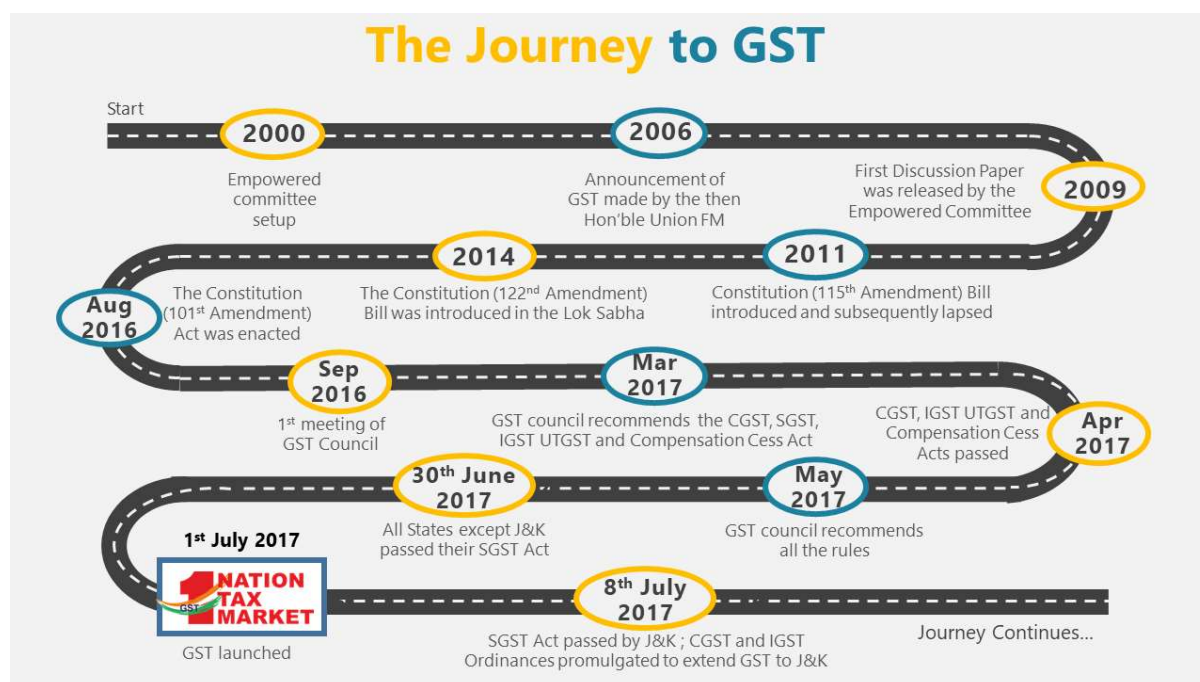 The Journey to GST
Start
2000
Empowered
committee
setup
2006
Announcement of
GST made by the then
Hon'ble Union FM
2009
First Discussion Paper
was released by the
Empowered Committee
2011
Constitution (115th Amendment) Bill
introduced and subsequently lapsed
2014
The Constitution (122nd Amendment)
Bill was introduced in the Lok Sabha
Aug
2016
The Constitution
(101st Amendment)
Act was enacted
Sep
2016
1st meeting of
GST Council
Mar
2017
GST council recommends the CGST, SGST,
IGST UTGST and Compensation Cess Act
Apr
2017
CGST, IGST UTGST and
Compensation Cess
Acts passed
May
2017
GST council recommends
all the rules
30th June
2017
All States except J&K
passed their SGST Act
1st July 2017
1 NATION
TAX
MARKET
GST
GST launched
8th July
2017
SGST Act passed by J&K ; CGST and IGST
Ordinances promulgated to extend GST to J&K
Journey Continues...